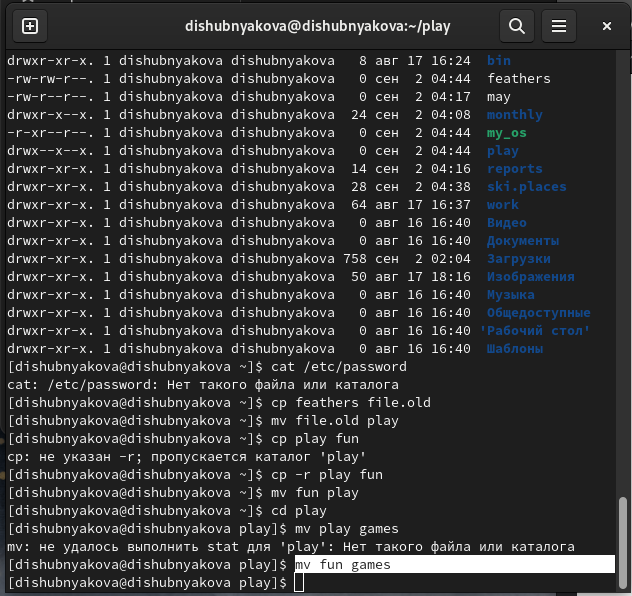 dishubnyakova@dishubnyakova:~/play
drwxr-xr-x. 1 dishubnyakova dishubnyakova   8 авг 17 16:24  bin
-rw-rw-r--. 1 dishubnyakova dishubnyakova   0 сен  2 04:44  feathers
-rw-r--r--. 1 dishubnyakova dishubnyakova   0 сен  2 04:17  may
drwxr-x--x. 1 dishubnyakova dishubnyakova  24 сен  2 04:08  monthly
-r-xr--r--. 1 dishubnyakova dishubnyakova   0 сен  2 04:44  my_os
drwx--x--x. 1 dishubnyakova dishubnyakova   0 сен  2 04:44  play
drwxr-xr-x. 1 dishubnyakova dishubnyakova  14 сен  2 04:16  reports
drwxr-xr-x. 1 dishubnyakova dishubnyakova  28 сен  2 04:38  ski.places
drwxr-xr-x. 1 dishubnyakova dishubnyakova  64 авг 17 16:37  work
drwxr-xr-x. 1 dishubnyakova dishubnyakova   0 авг 16 16:40  Видео
drwxr-xr-x. 1 dishubnyakova dishubnyakova   0 авг 16 16:40  Документы
drwxr-xr-x. 1 dishubnyakova dishubnyakova 758 сен  2 02:04  Загрузки
drwxr-xr-x. 1 dishubnyakova dishubnyakova  50 авг 17 18:16  Изображения
drwxr-xr-x. 1 dishubnyakova dishubnyakova   0 авг 16 16:40  Музыка
drwxr-xr-x. 1 dishubnyakova dishubnyakova   0 авг 16 16:40  Общедоступные
drwxr-xr-x. 1 dishubnyakova dishubnyakova   0 авг 16 16:40 'Рабочий стол'
drwxr-xr-x. 1 dishubnyakova dishubnyakova   0 авг 16 16:40  Шаблоны
[dishubnyakova@dishubnyakova ~]$ cat /etc/password
cat: /etc/password: Нет такого файла или каталога
[dishubnyakova@dishubnyakova ~]$ cp feathers file.old
[dishubnyakova@dishubnyakova ~]$ mv file.old play
[dishubnyakova@dishubnyakova ~]$ cp play fun
cp: не указан -r; пропускается каталог 'play'
[dishubnyakova@dishubnyakova ~]$ cp -r play fun
[dishubnyakova@dishubnyakova ~]$ mv fun play
[dishubnyakova@dishubnyakova ~]$ cd play
[dishubnyakova@dishubnyakova play]$ mv play games
mv: не удалось выполнить stat для 'play': Нет такого файла или каталога
[dishubnyakova@dishubnyakova play]$ mv fun games
[dishubnyakova@dishubnyakova play]$